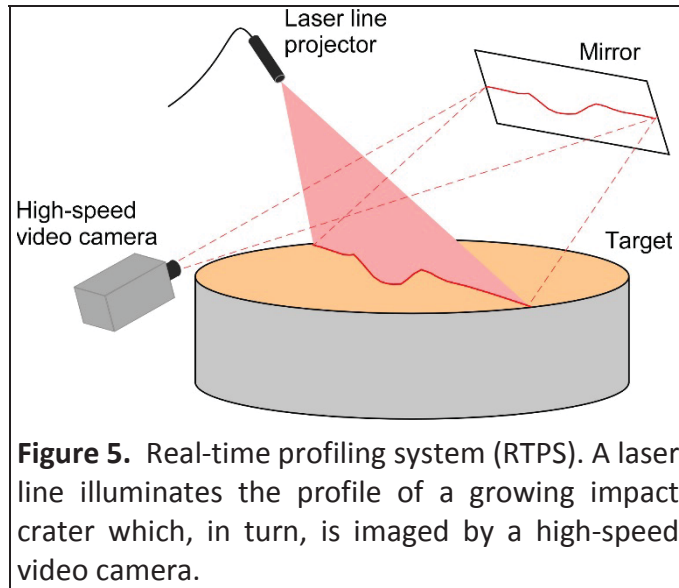 Laser line
projector
Mirror
High-speed
video camera
Target
Figure 5. Real-time profiling system (RTPS). A laser
line illuminates the profile of a growing impact
crater which, in turn, is imaged by a high-speed
video camera.